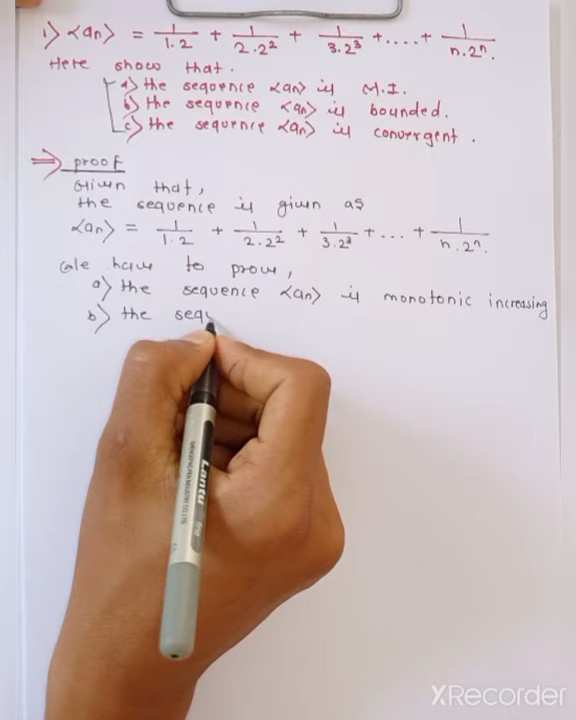 1) <an> = 1/1.2 + 1/2.2² + 1/3.2³ + .... + 1/n.2ⁿ.
Here show that.
a) the sequence <an> is M.I.
b) the sequence <an> is bounded.
c) the sequence <an> is convergent.
⇒ proof
Given that,
the sequence is given as
<an> = 1/1.2 + 1/2.2² + 1/3.2³ + ... + 1/n.2ⁿ.
We have to prove,
a) the sequence <an> is monotonic increasing
b) the sequ
Lantu
XRecorder